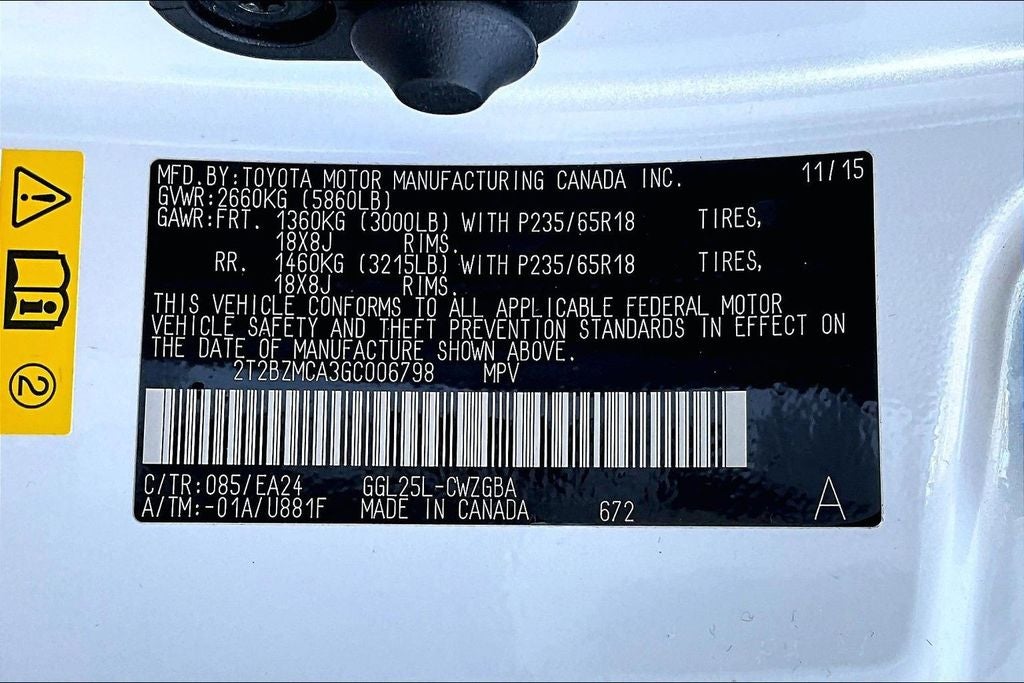 MFD.BY:TOYOTA MOTOR MANUFACTURING CANADA INC. 11/15
GVWR:2660KG (5860LB)
GAWR:FRT. 1360KG (3000LB) WITH P235/65R18 TIRES,
18X8J RIMS.
RR. 1460KG (3215LB) WITH P235/65R18 TIRES,
18X8J RIMS.
THIS VEHICLE CONFORMS TO ALL APPLICABLE FEDERAL MOTOR
VEHICLE SAFETY AND THEFT PREVENTION STANDARDS IN EFFECT ON
THE DATE OF MANUFACTURE SHOWN ABOVE.
2T2BZMCA3GC006798 MPV
C/TR:085/EA24 GGL25L-CWZGBA
A/TM:-01A/U881F MADE IN CANADA 672 A
2